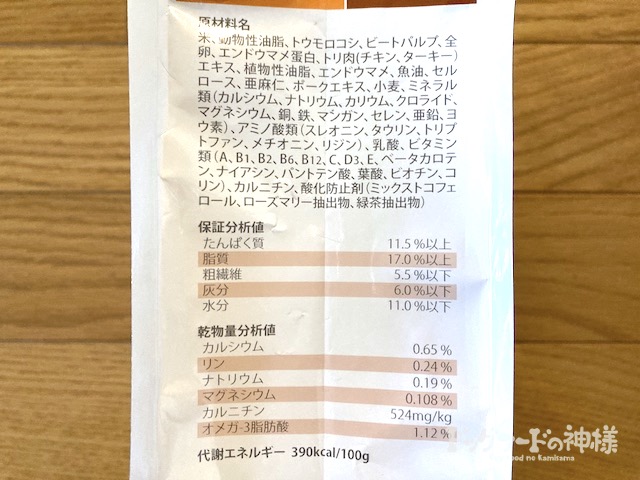 原材料名
米、動物性油脂、トウモロコシ、ビートパルプ、全
卵、エンドウマメ蛋白、トリ肉(チキン、ターキー)
エキス、植物性油脂、エンドウマメ、魚油、セル
ロース、亜麻仁、ポークエキス、小麦、ミネラル
類(カルシウム、ナトリウム、カリウム、クロライド、
マグネシウム、銅、鉄、マンガン、セレン、亜鉛、ヨ
ウ素)、アミノ酸類(スレオニン、タウリン、トリプ
トファン、メチオニン、リジン)、乳酸、ビタミン
類(A、B1、B2、B6、B12、C、D3、E、ベータカロテ
ン、ナイアシン、パントテン酸、葉酸、ビオチン、コ
リン)、カルニチン、酸化防止剤(ミックストコフェ
ロール、ローズマリー抽出物、緑茶抽出物)
保証分析値
たんぱく質 11.5%以上
脂質 17.0%以上
粗繊維 5.5%以下
灰分 6.0%以下
水分 11.0%以下
乾物量分析値
カルシウム 0.65%
リン 0.24%
ナトリウム 0.19%
マグネシウム 0.108%
カルニチン 524mg/kg
オメガ-3脂肪酸 1.12%
代謝エネルギー 390kcal/100g
ードの神様
ood no Kamisama